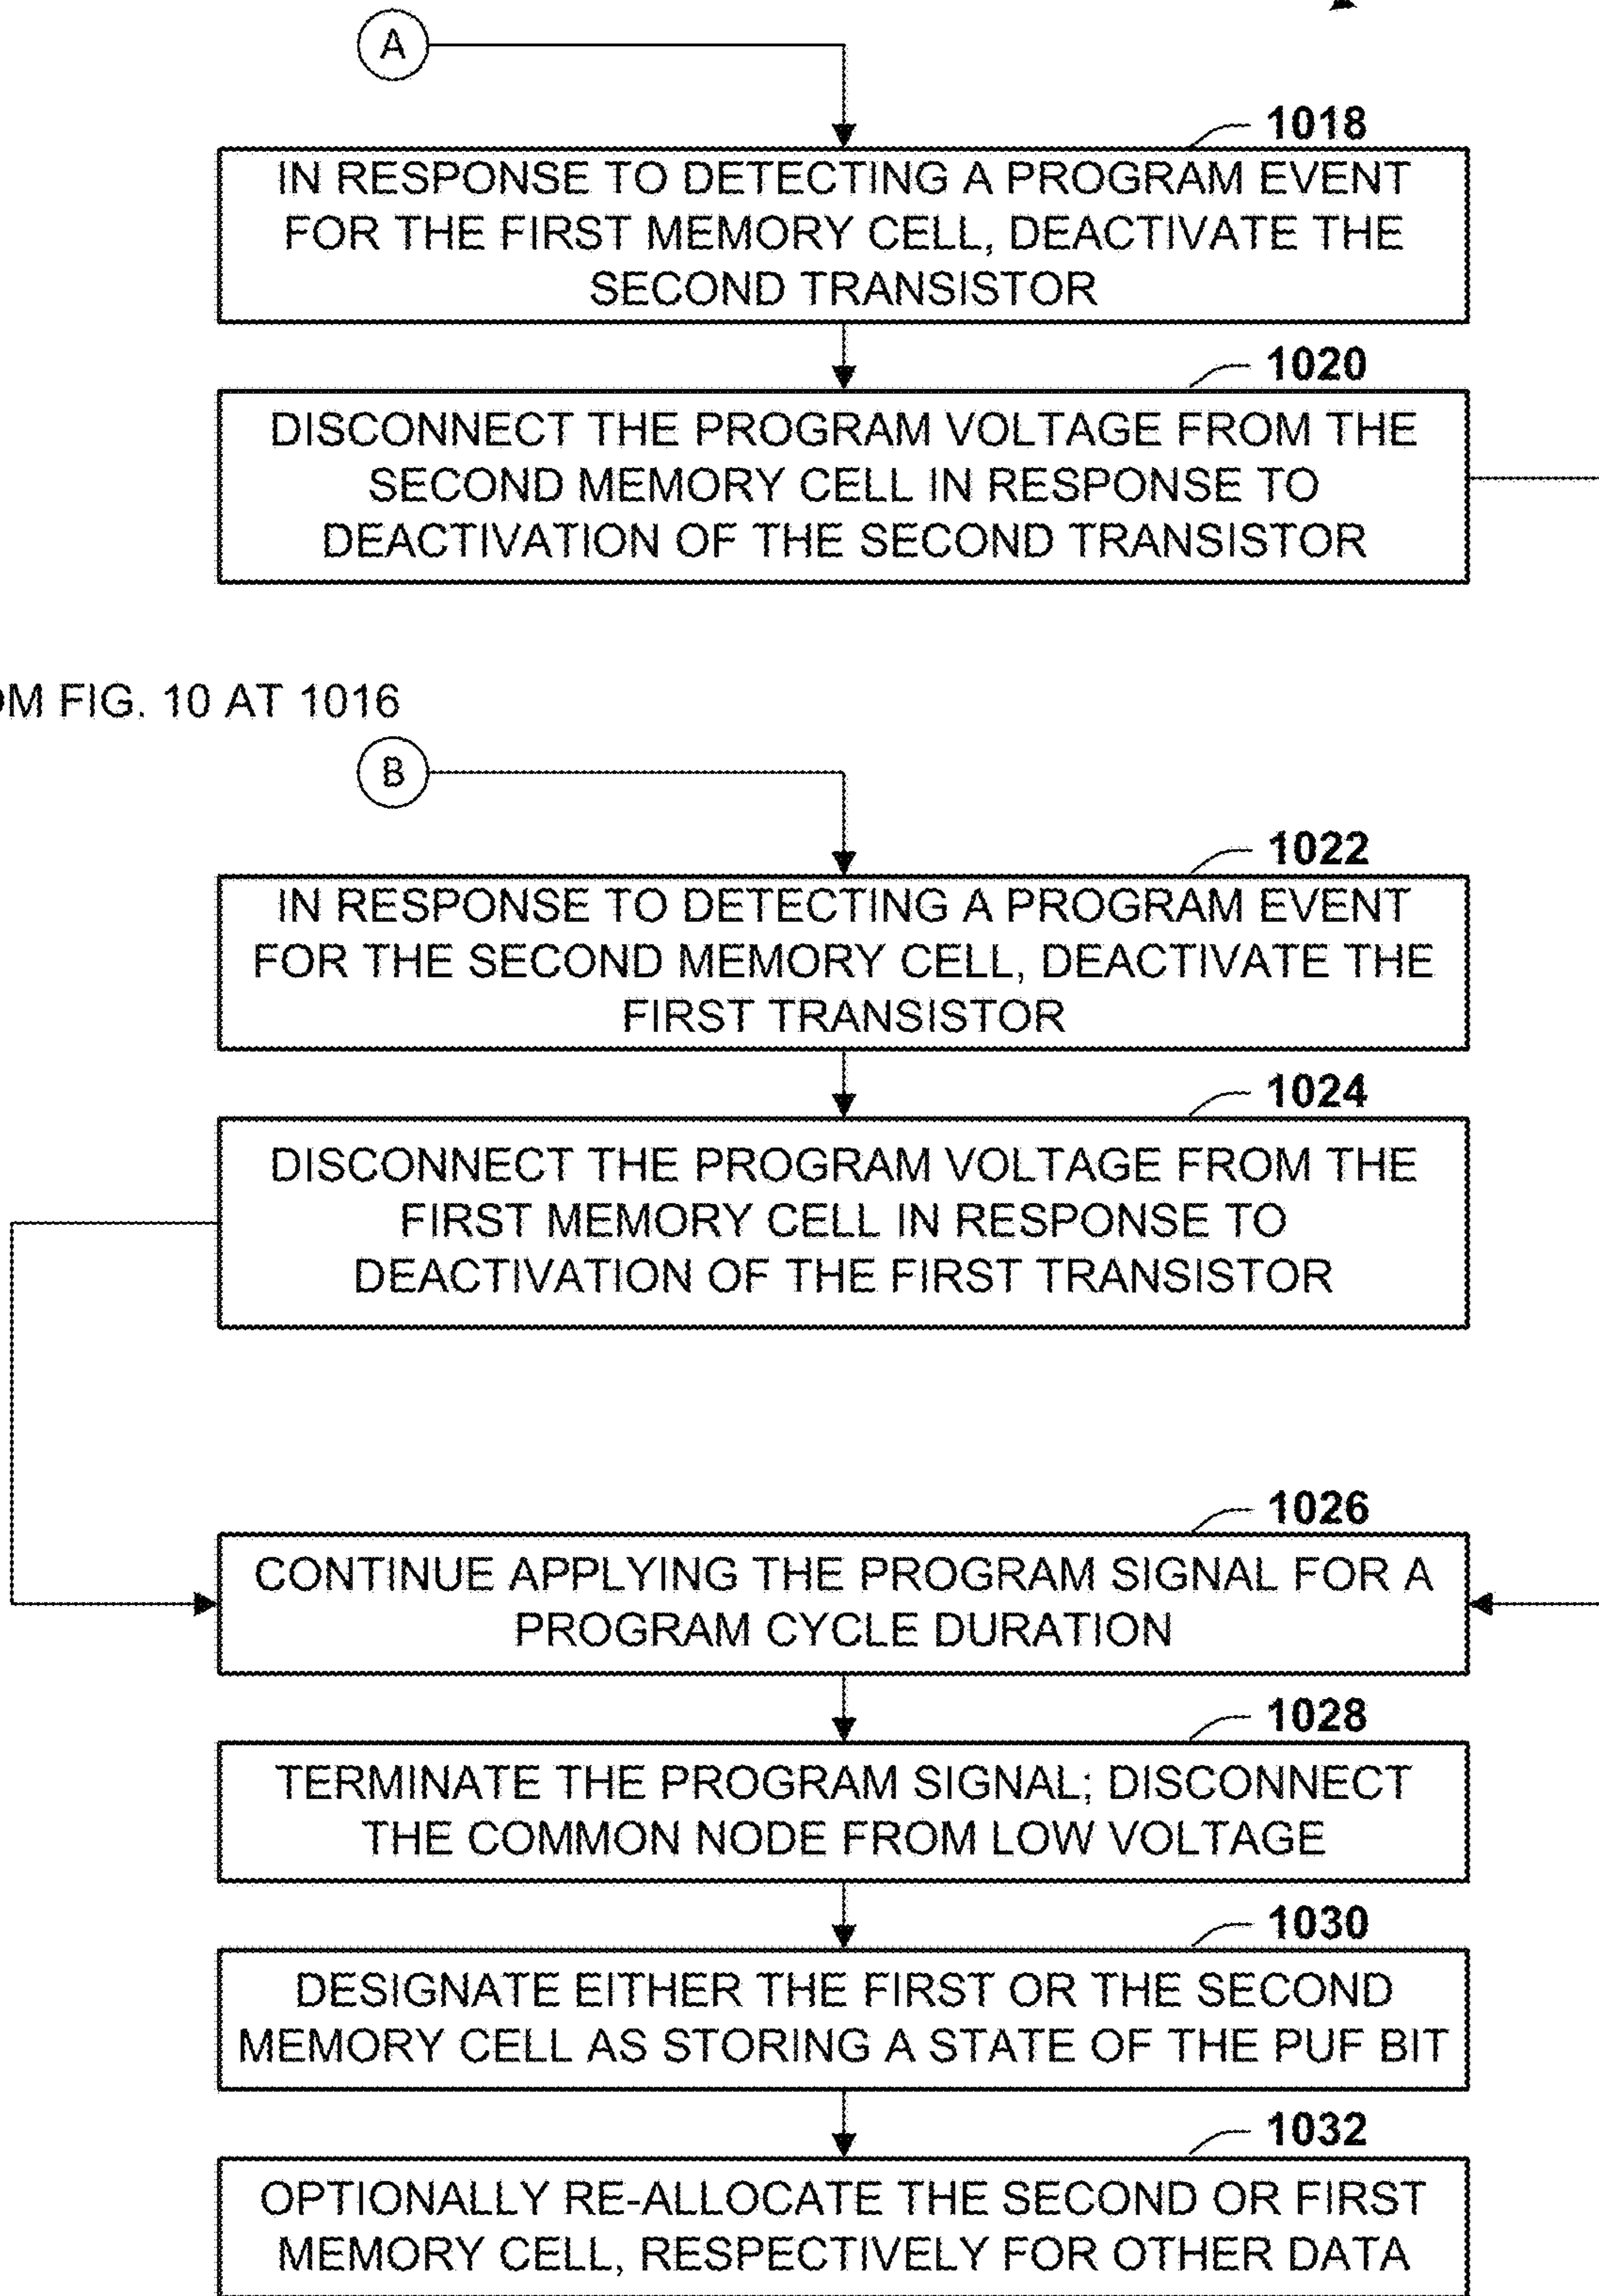 A
1018
IN RESPONSE TO DETECTING A PROGRAM EVENT
FOR THE FIRST MEMORY CELL, DEACTIVATE THE
SECOND TRANSISTOR
1020
DISCONNECT THE PROGRAM VOLTAGE FROM THE
SECOND MEMORY CELL IN RESPONSE TO
DEACTIVATION OF THE SECOND TRANSISTOR
FIG. 10 AT 1016
B
1022
IN RESPONSE TO DETECTING A PROGRAM EVENT
FOR THE SECOND MEMORY CELL, DEACTIVATE THE
FIRST TRANSISTOR
1024
DISCONNECT THE PROGRAM VOLTAGE FROM THE
FIRST MEMORY CELL IN RESPONSE TO
DEACTIVATION OF THE FIRST TRANSISTOR
1026
CONTINUE APPLYING THE PROGRAM SIGNAL FOR A
PROGRAM CYCLE DURATION
1028
TERMINATE THE PROGRAM SIGNAL; DISCONNECT
THE COMMON NODE FROM LOW VOLTAGE
1030
DESIGNATE EITHER THE FIRST OR THE SECOND
MEMORY CELL AS STORING A STATE OF THE PUF BIT
1032
OPTIONALLY RE-ALLOCATE THE SECOND OR FIRST
MEMORY CELL, RESPECTIVELY FOR OTHER DATA